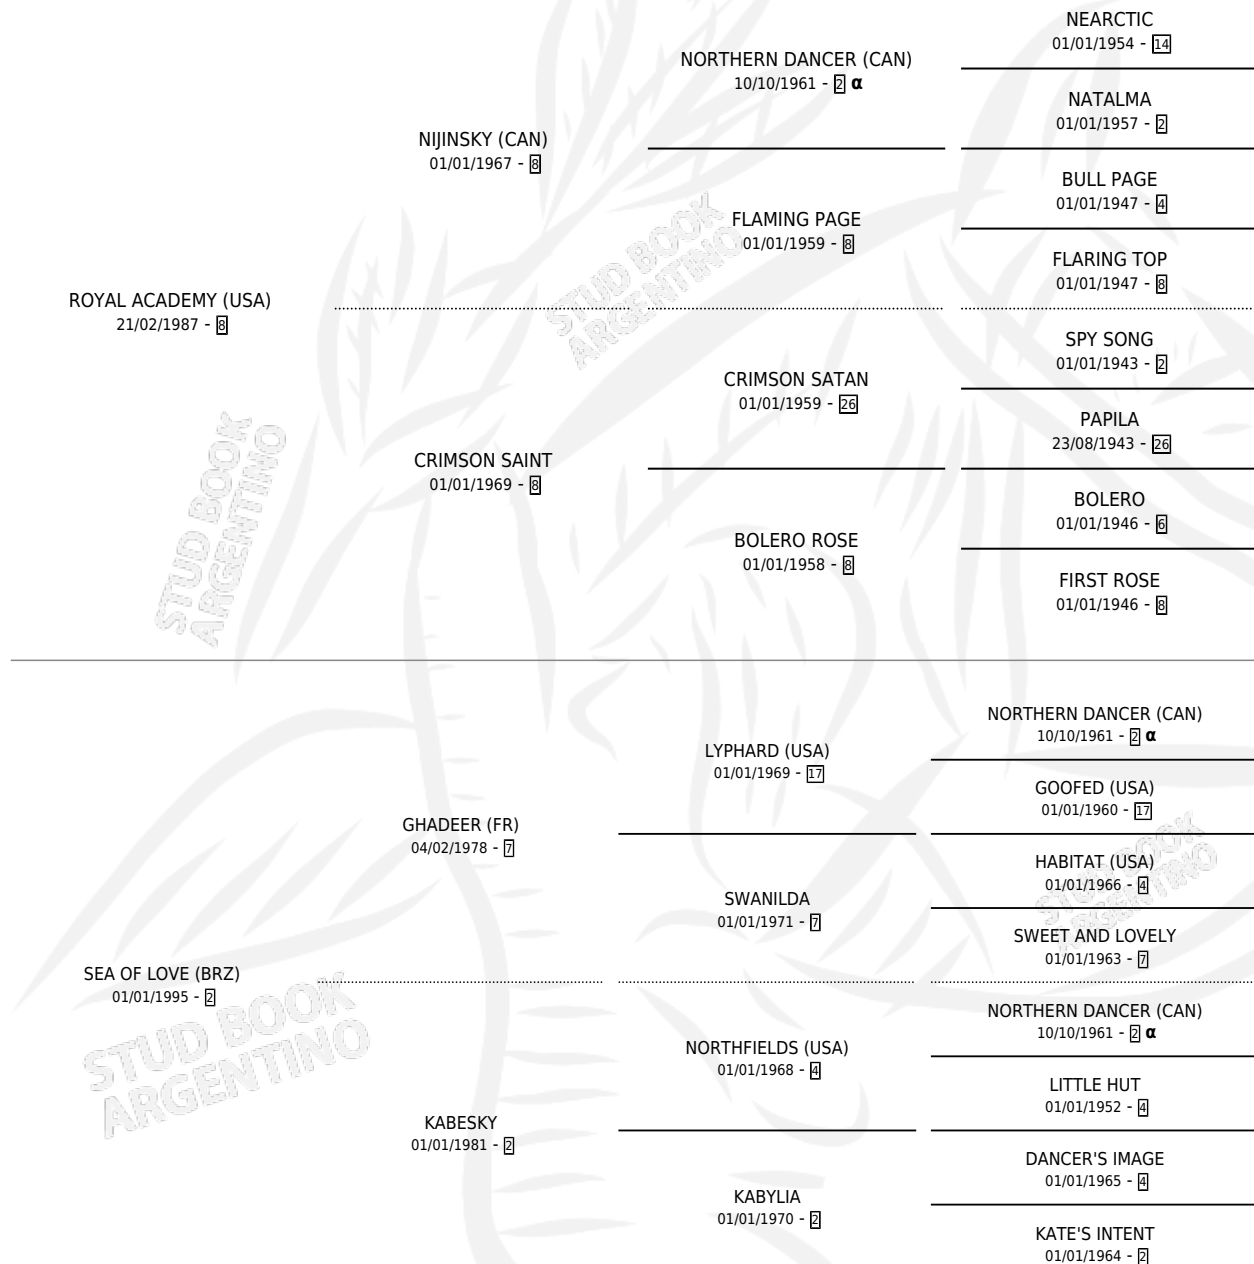 NEARCTIC
01/01/1954 - 14
NORTHERN DANCER (CAN)
10/10/1961 - 2 α
NATALMA
01/01/1957 - 2
NIJINSKY (CAN)
01/01/1967 - 8
BULL PAGE
01/01/1947 - 4
FLAMING PAGE
01/01/1959 - 8
FLARING TOP
01/01/1947 - 8
ROYAL ACADEMY (USA)
21/02/1987 - 8
SPY SONG
01/01/1943 - 2
CRIMSON SATAN
01/01/1959 - 26
PAPILA
23/08/1943 - 26
CRIMSON SAINT
01/01/1969 - 8
BOLERO
01/01/1946 - 6
BOLERO ROSE
01/01/1958 - 8
FIRST ROSE
01/01/1946 - 8
NORTHERN DANCER (CAN)
10/10/1961 - 2 α
LYPHARD (USA)
01/01/1969 - 17
GOOFED (USA)
01/01/1960 - 17
GHADEER (FR)
04/02/1978 - 7
HABITAT (USA)
01/01/1966 - 4
SWANILDA
01/01/1971 - 7
SWEET AND LOVELY
01/01/1963 - 7
SEA OF LOVE (BRZ)
01/01/1995 - 2
NORTHERN DANCER (CAN)
10/10/1961 - 2 α
NORTHFIELDS (USA)
01/01/1968 - 4
LITTLE HUT
01/01/1952 - 4
KABESKY
01/01/1981 - 2
DANCER'S IMAGE
01/01/1965 - 4
KABYLIA
01/01/1970 - 2
KATE'S INTENT
01/01/1964 - 2
STUD BOOK
ARGENTINO
STUD BOOK
ARGENTINO
STUD BOOK
ARGENTINO
STUD BOOK
ARGENTINO